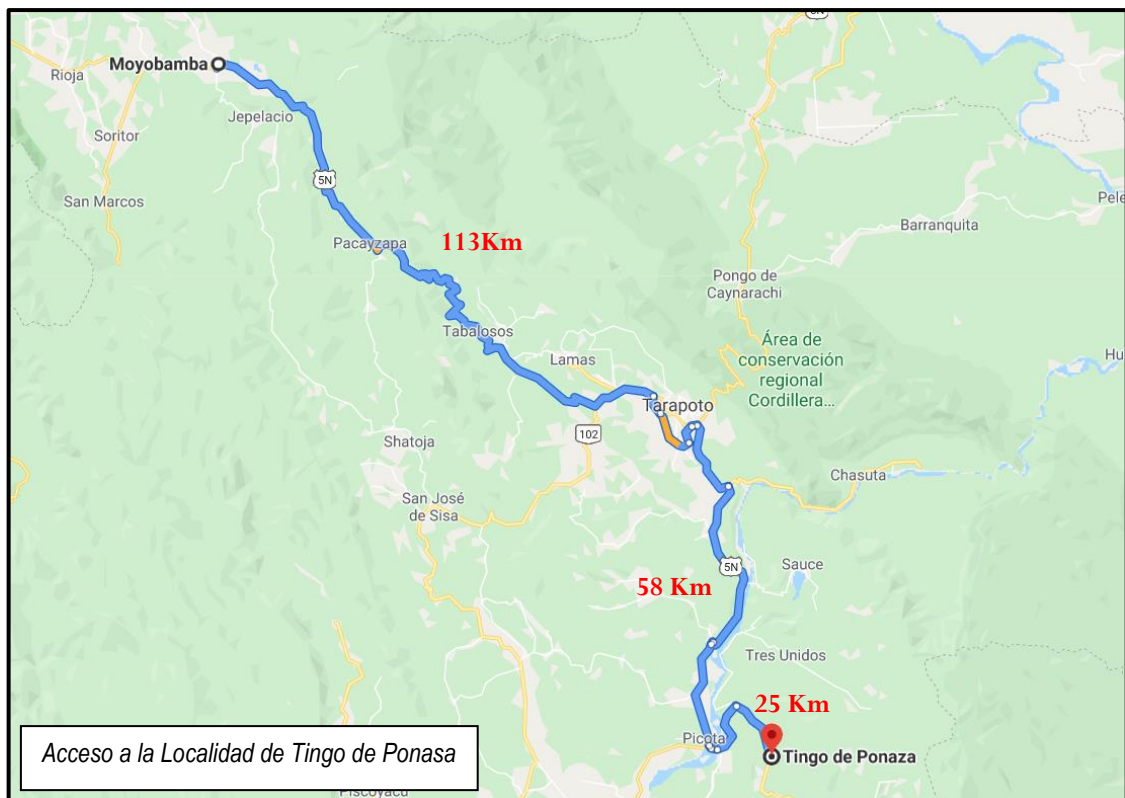 5N
Moyobamba
Rioja
Jepelacio
Soritor
5N
San Marcos
Pacayzapa
113Km
Barranquita
Pongo de
Caynarachi
Tabalosos
Lamas
Área de
conservación
regional
Cordillera...
Tarapoto
102
Shatoja
Chasuta
San José
de Sisa
5N
Sauce
58 Km
Tres Unidos
25 Km
Picota
Tingo de Ponaza
Acceso a la Localidad de Tingo de Ponasa
Piscoyacu